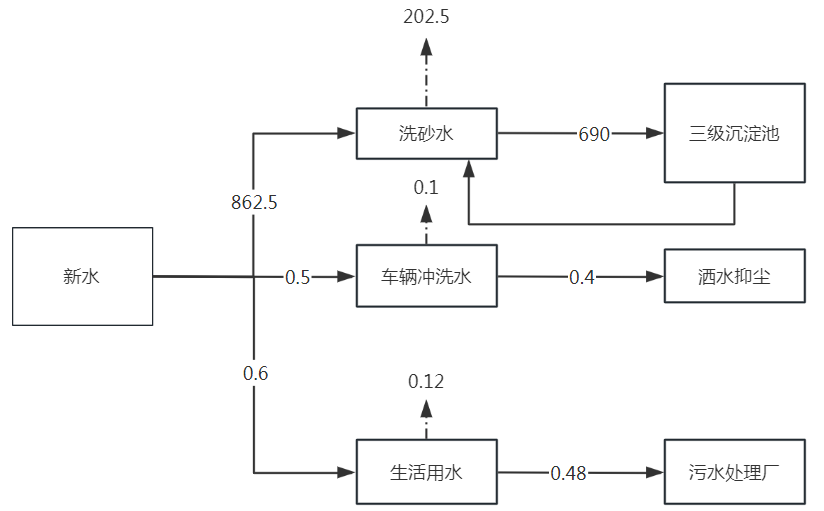 202.5
洗砂水
690
三级沉淀池
862.5
0.1
新水
0.5
车辆冲洗水
0.4
洒水抑尘
0.6
0.12
生活用水
0.48
污水处理厂